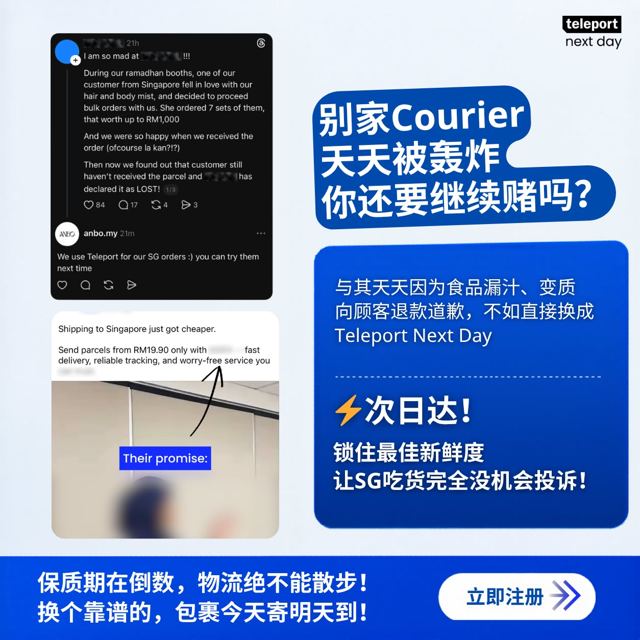 teleport
next day
21h
I am so mad at !!!
During our ramadhan booths, one of our
customer from Singapore fell in love with our
hair and body mist, and decided to proceed
bulk orders with us. She ordered 7 sets of them,
that worth up to RM1,000
And we were so happy when we received the
order (ofcourse la kan?!?)
Then now we found out that customer still
haven't received the parcel and has
declared it as LOST! 1/3
84 17 4 3
ANBO
anbo.my 21m
We use Teleport for our SG orders :) you can try them
next time
Shipping to Singapore just got cheaper.
Send parcels from RM19.90 only with fast
delivery, reliable tracking, and worry-free service you
Their promise:
别家Courier
天天被轰炸
你还要继续赌吗?
与其天天因为食品漏汁、变质
向顾客退款道歉，不如直接换成
Teleport Next Day
⚡次日达！
锁住最佳新鲜度
让SG吃货完全没机会投诉！
保质期在倒数，物流绝不能散步！
换个靠谱的，包裹今天寄明天到！
立即注册